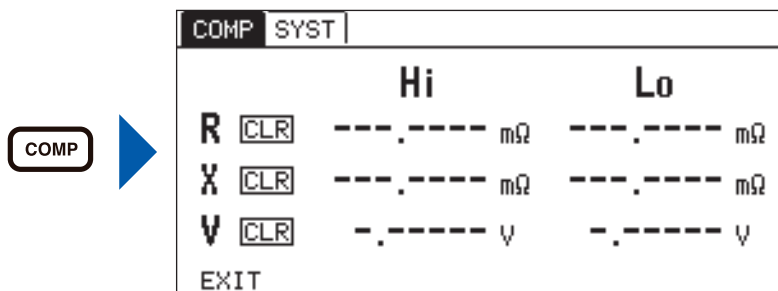 COMP
COMP SYST
Hi Lo
R CLR ---.---- mΩ ---.---- mΩ
X CLR ---.---- mΩ ---.---- mΩ
V CLR -.----- V -.----- V
EXIT